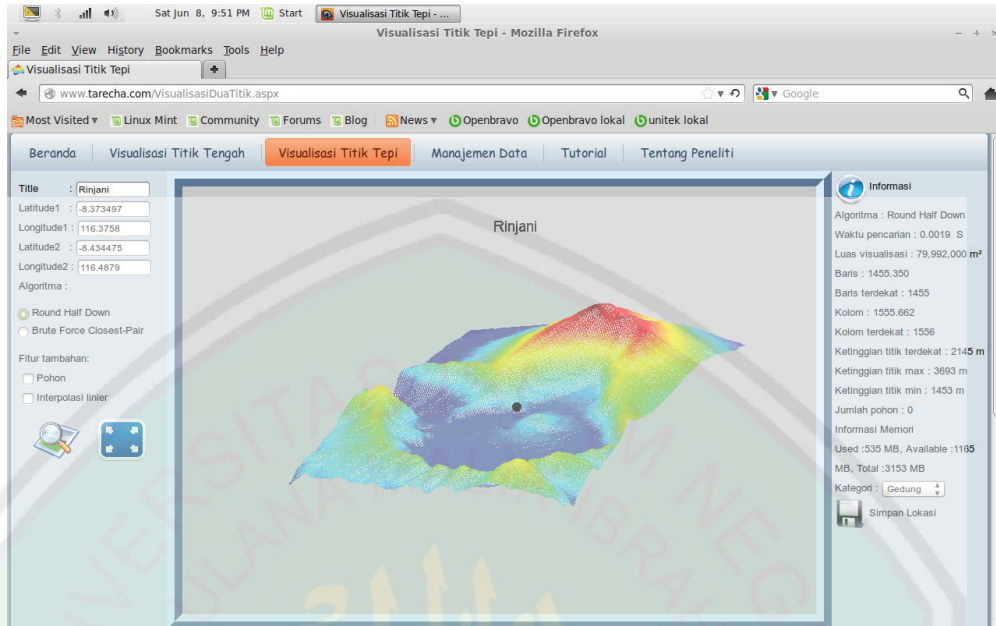 Sat Jun 8, 9:51 PM Start Visualisasi Titik Tepi - ...
Visualisasi Titik Tepi - Mozilla Firefox
File Edit View History Bookmarks Tools Help
Visualisasi Titik Tepi
www.tarecha.com/VisualisasiDuaTitik.aspx
Google
Most Visited Linux Mint Community Forums Blog News Openbravo Openbravo lokal unitek lokal
Beranda Visualisasi Titik Tengah Visualisasi Titik Tepi Manajemen Data Tutorial Tentang Peneliti
Title : Rinjani
Latitude1 : -8.373497
Longitude1 : 116.3758
Latitude2 : -8.434475
Longitude2 : 116.4879
Algoritma :
Round Half Down
Brute Force Closest-Pair
Fitur tambahan:
Pohon
Interpolasi linier
Rinjani
Informasi
Algoritma : Round Half Down
Waktu pencarian : 0.0019 S
Luas visualisasi : 79,992,000 m²
Baris : 1455.350
Baris terdekat : 1455
Kolom : 1555.662
Kolom terdekat : 1556
Ketinggian titik terdekat : 2145 m
Ketinggian titik max : 3693 m
Ketinggian titik min : 1453 m
Jumlah pohon : 0
Informasi Memori
Used :535 MB, Available :1165
MB, Total :3153 MB
Kategori : Gedung
Simpan Lokasi